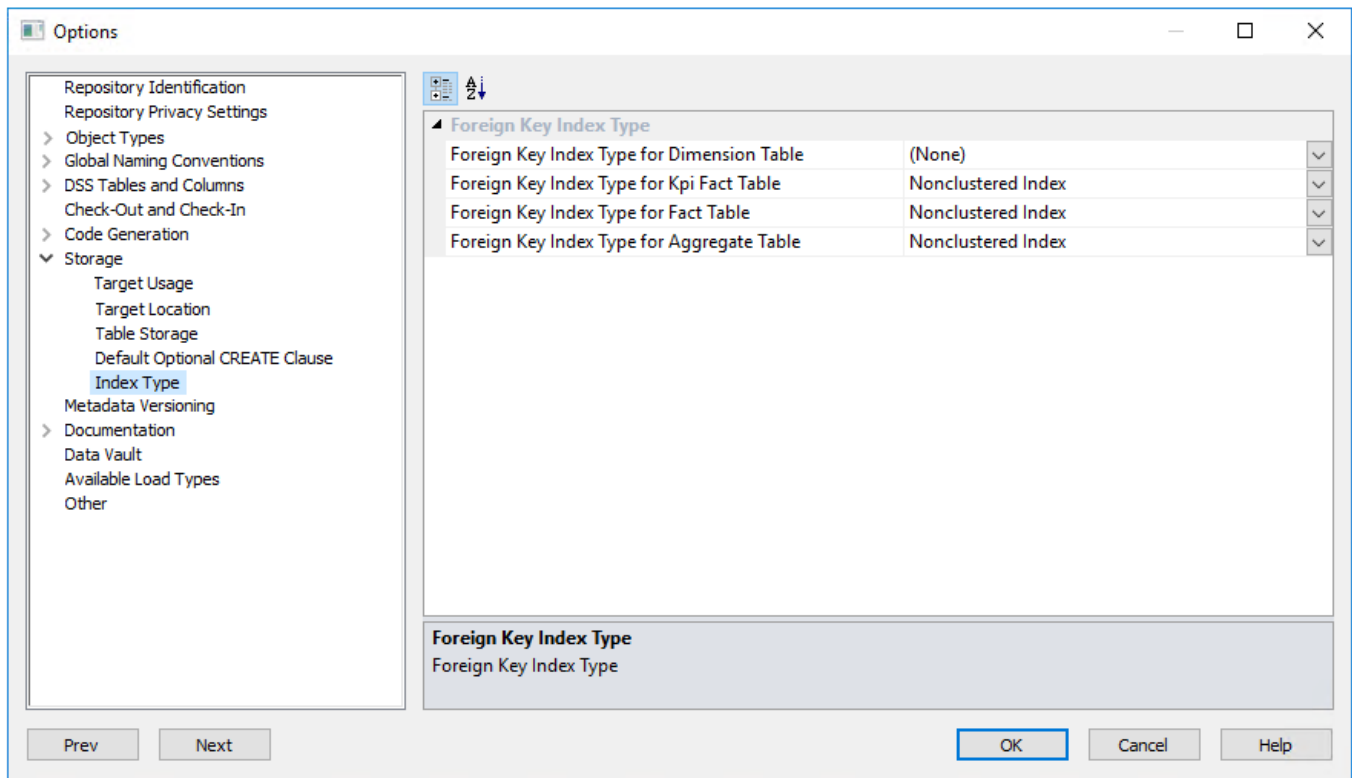 Options
Repository Identification
Repository Privacy Settings
Object Types
Global Naming Conventions
DSS Tables and Columns
Check-Out and Check-In
Code Generation
Storage
Target Usage
Target Location
Table Storage
Default Optional CREATE Clause
Index Type
Metadata Versioning
Documentation
Data Vault
Available Load Types
Other
Foreign Key Index Type
Foreign Key Index Type for Dimension Table (None)
Foreign Key Index Type for Kpi Fact Table Nonclustered Index
Foreign Key Index Type for Fact Table Nonclustered Index
Foreign Key Index Type for Aggregate Table Nonclustered Index
Foreign Key Index Type
Foreign Key Index Type
Prev Next OK Cancel Help